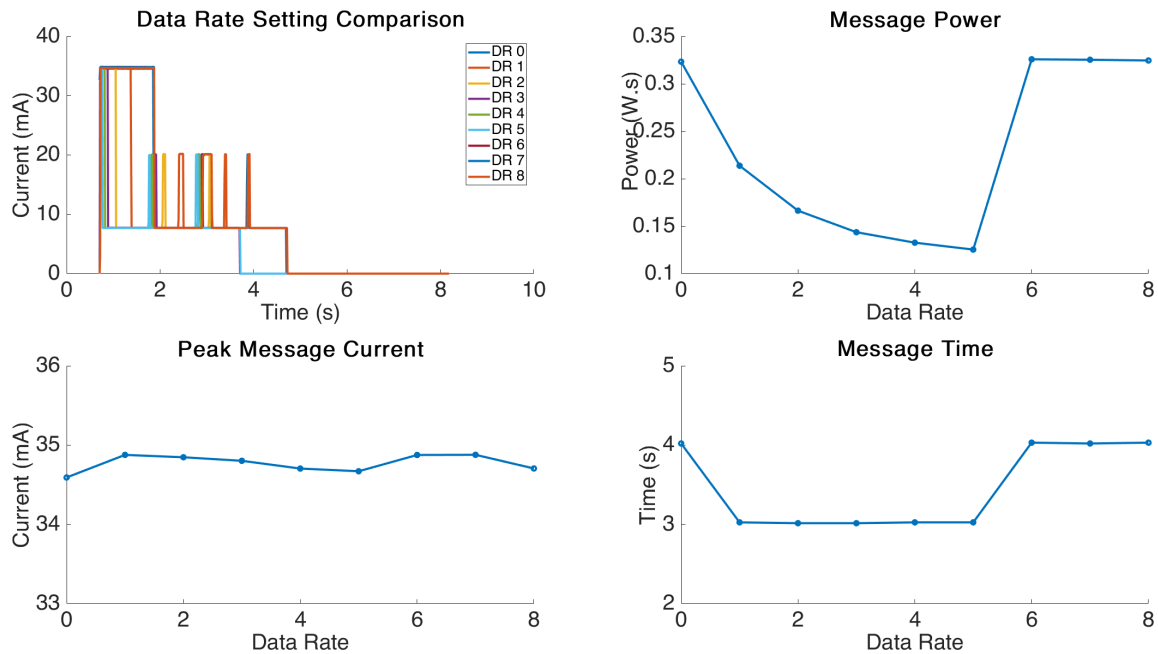 Data Rate Setting Comparison
40
30
20
10
0
Current (mA)
0 2 4 6 8 10
Time (s)
DR 0
DR 1
DR 2
DR 3
DR 4
DR 5
DR 6
DR 7
DR 8
Message Power
0.35
0.3
0.25
0.2
0.15
0.1
Power (W.s)
0 2 4 6 8
Data Rate
Peak Message Current
36
35
34
33
Current (mA)
0 2 4 6 8
Data Rate
Message Time
5
4
3
2
Time (s)
0 2 4 6 8
Data Rate